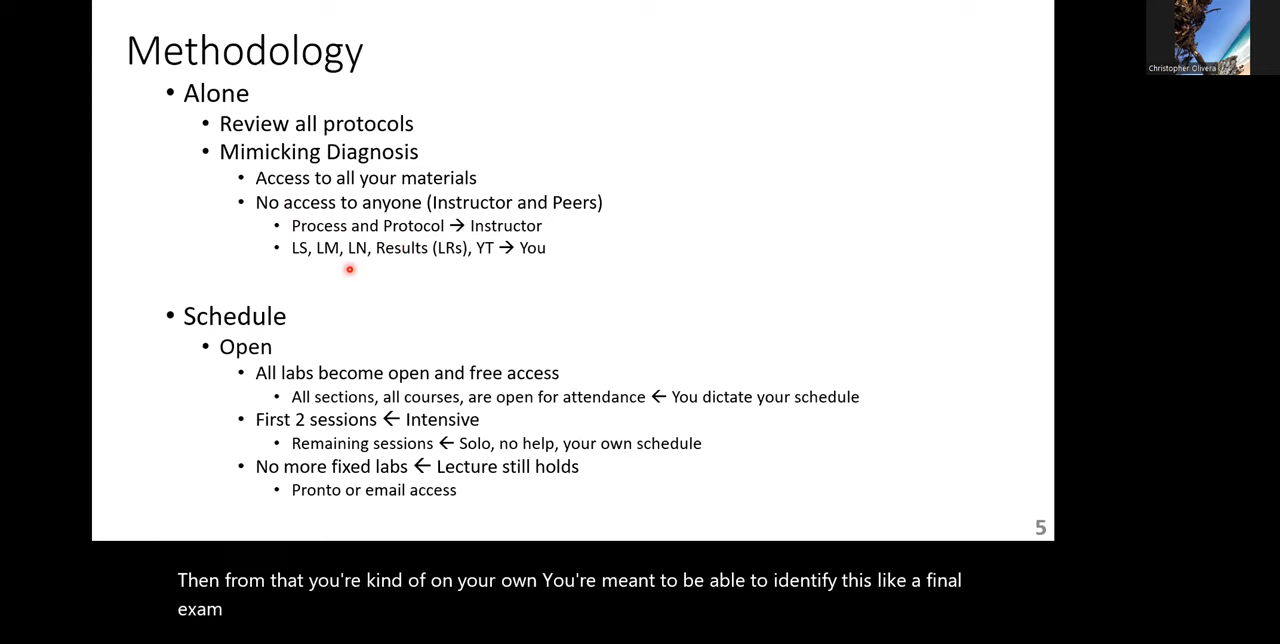 Methodology
• Alone
• Review all protocols
• Mimicking Diagnosis
• Access to all your materials
• No access to anyone (Instructor and Peers)
• Process and Protocol → Instructor
• LS, LM, LN, Results (LRs), YT → You
• Schedule
• Open
• All labs become open and free access
• All sections, all courses, are open for attendance ← You dictate your schedule
• First 2 sessions ← Intensive
• Remaining sessions ← Solo, no help, your own schedule
• No more fixed labs ← Lecture still holds
• Pronto or email access
5
Christopher Olivera
Then from that you're kind of on your own You're meant to be able to identify this like a final
exam